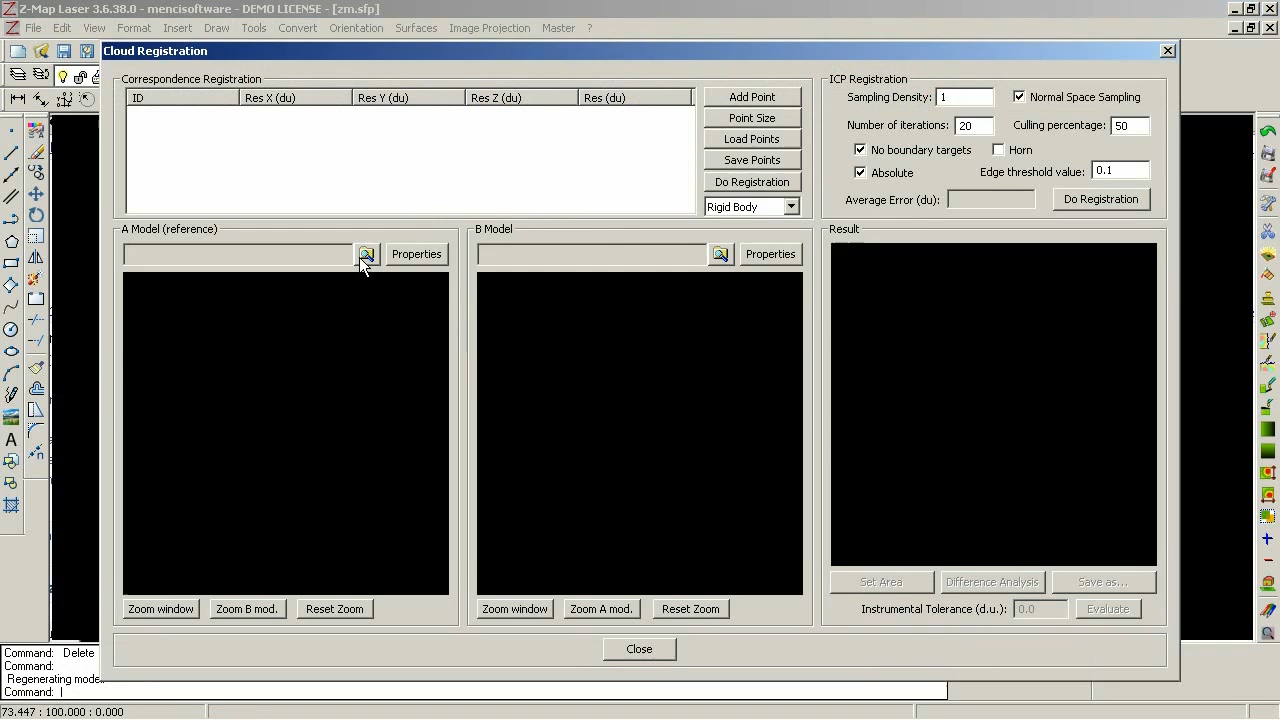 Z-Map Laser 3.6.38.0 - mencisoftware - DEMO LICENSE - [zm.sfp]
File Edit View Format Insert Draw Tools Convert Orientation Surfaces Image Projection Master ?
Cloud Registration
Correspondence Registration
ID Res X (du) Res Y (du) Res Z (du) Res (du)
Add Point
Point Size
Load Points
Save Points
Do Registration
Rigid Body
ICP Registration
Sampling Density: 1 Normal Space Sampling
Number of iterations: 20 Culling percentage: 50
No boundary targets Horn
Absolute Edge threshold value: 0.1
Average Error (du): Do Registration
A Model (reference)
Properties
Zoom window Zoom B mod. Reset Zoom
B Model
Properties
Zoom window Zoom A mod. Reset Zoom
Result
Set Area Difference Analysis Save as...
Instrumental Tolerance (d.u.): 0.0 Evaluate
Close
A
Command: Delete
Command:
Regenerating model
Command:
73.447 : 100.000 : 0.000